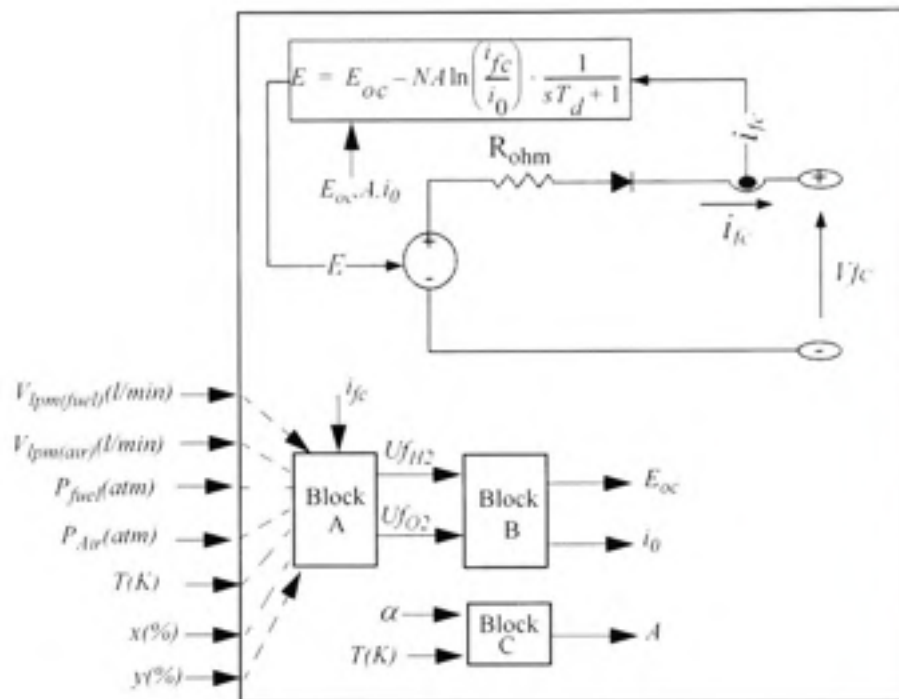 E = E_oc − NA ln(i_fc/i_0) · 1/(sT_d + 1)
i_fc
R_ohm
E_oc.A.i_0
+
i_fc
+
-
E
Vfc
-
V_lpm(fuel)(l/min)
i_fc
V_lpm(air)(l/min)
Uf_H2
P_fuel(atm)
Block
A
Block
B
E_oc
Uf_O2
P_Air(atm)
i_0
T(K)
α
Block
C
A
x(%)
T(K)
y(%)